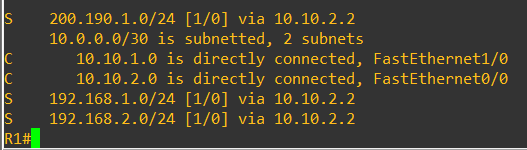 S    200.190.1.0/24 [1/0] via 10.10.2.2
     10.0.0.0/30 is subnetted, 2 subnets
C       10.10.1.0 is directly connected, FastEthernet1/0
C       10.10.2.0 is directly connected, FastEthernet0/0
S    192.168.1.0/24 [1/0] via 10.10.2.2
S    192.168.2.0/24 [1/0] via 10.10.2.2
R1#